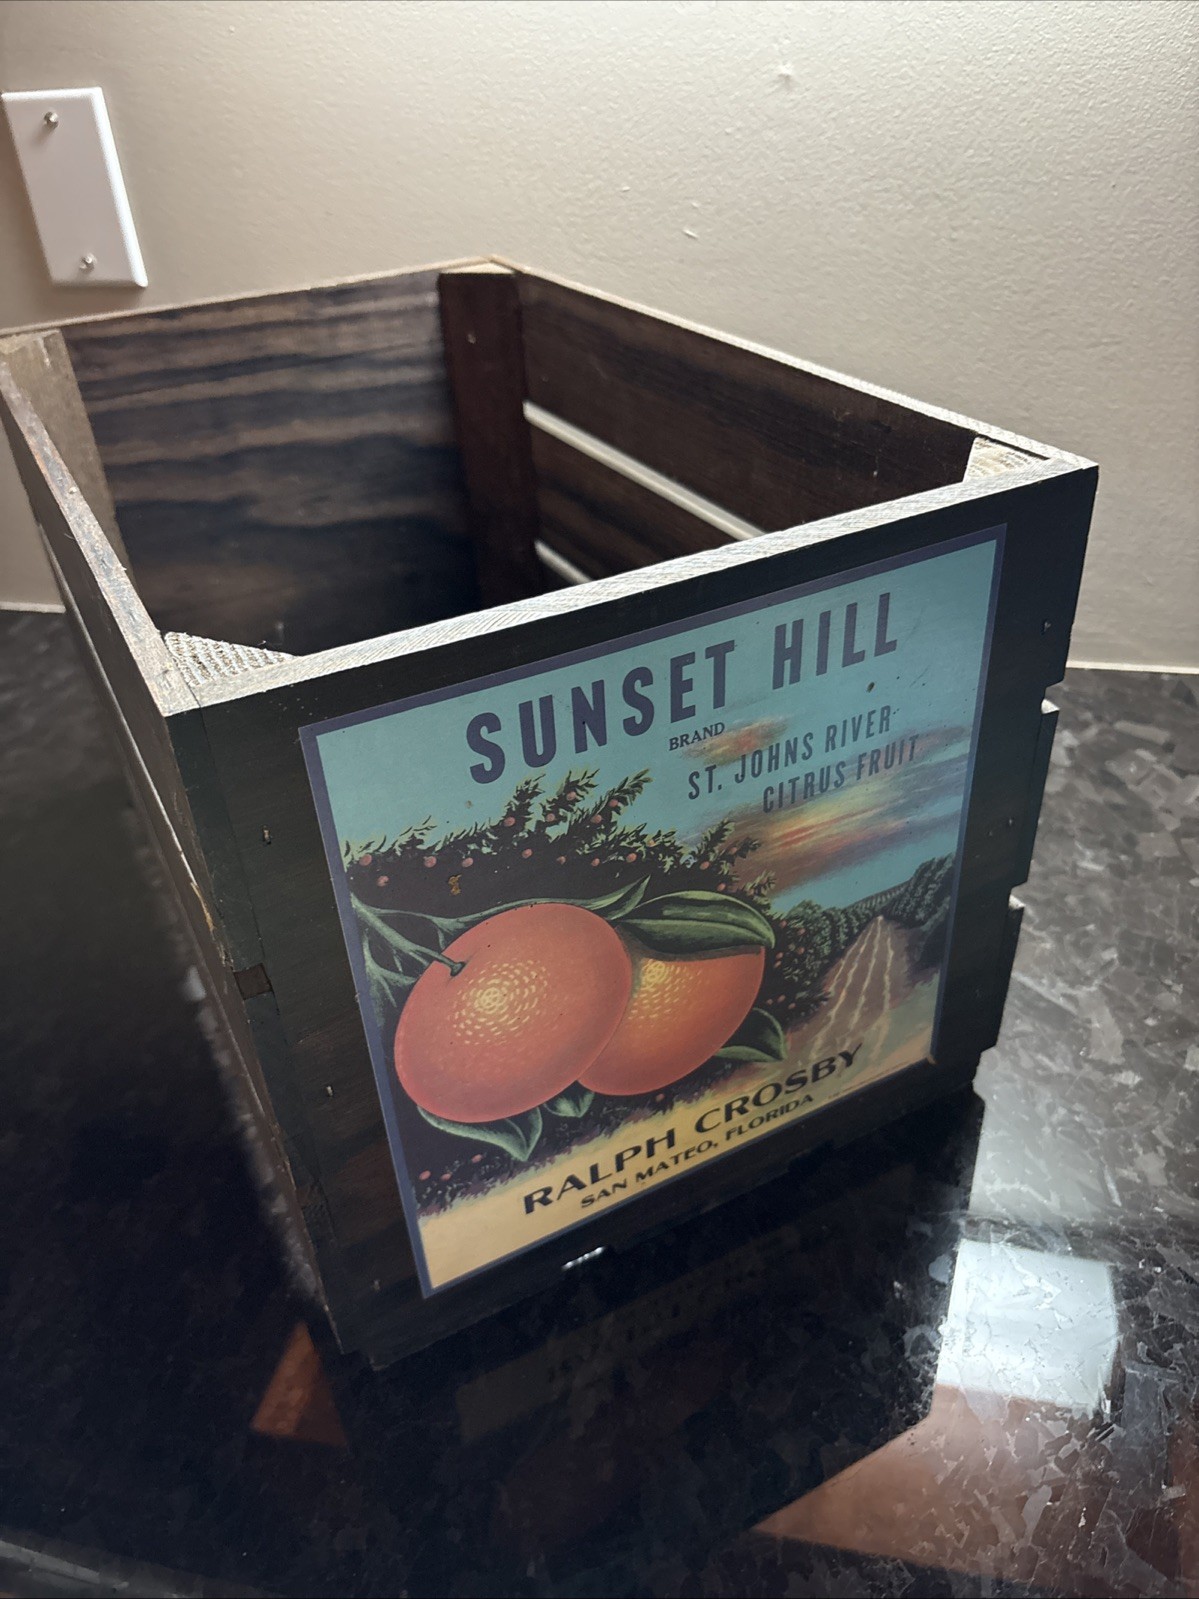 SUNSET HILL
BRAND
ST. JOHNS RIVER
CITRUS FRUIT
RALPH CROSBY
SAN MATEO, FLORIDA